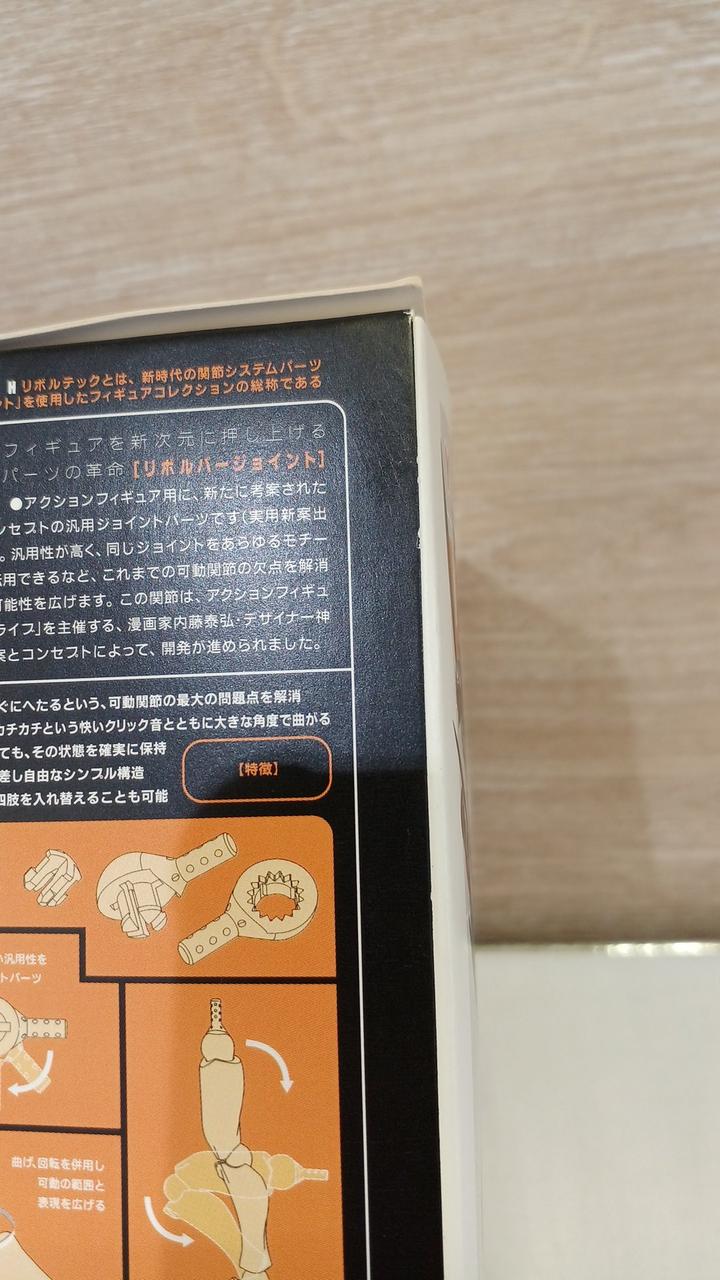 N リボルテックとは、新時代の関節システムパーツ
ト」を使用したフィギュアコレクションの総称である
フィギュアを新次元に押し上げる
パーツの革命【リボルバージョイント】
●アクションフィギュア用に、新たに考案された
ンセプトの汎用ジョイントパーツです(実用新案出
。汎用性が高く、同じジョイントをあらゆるモチー
用できるなど、これまでの可動関節の欠点を解消
可能性を広げます。この関節は、アクションフィギュ
ライフ」を主催する、漫画家内藤泰弘・デザイナー神
案とコンセプトによって、開発が進められました。
ぐにへたるという、可動関節の最大の問題点を解消
カチカチという快いクリック音とともに大きな角度で曲がる
ても、その状態を確実に保持
差し自由なシンプル構造
四肢を入れ替えることも可能
【特徴】
い汎用性を
トパーツ
曲げ、回転を併用し
可動の範囲と
表現を広げる